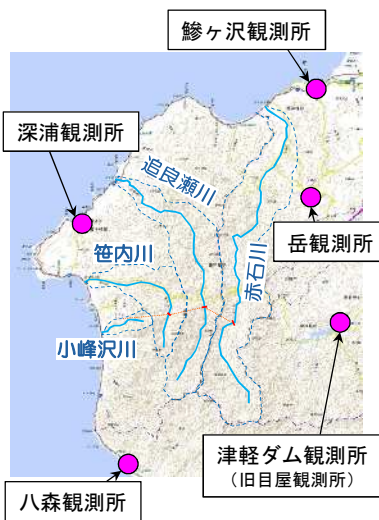 鰺ヶ沢観測所
深浦観測所
追良瀬川
岳観測所
笹内川
赤石川
小峰沢川
津軽ダム観測所
（旧目屋観測所）
八森観測所